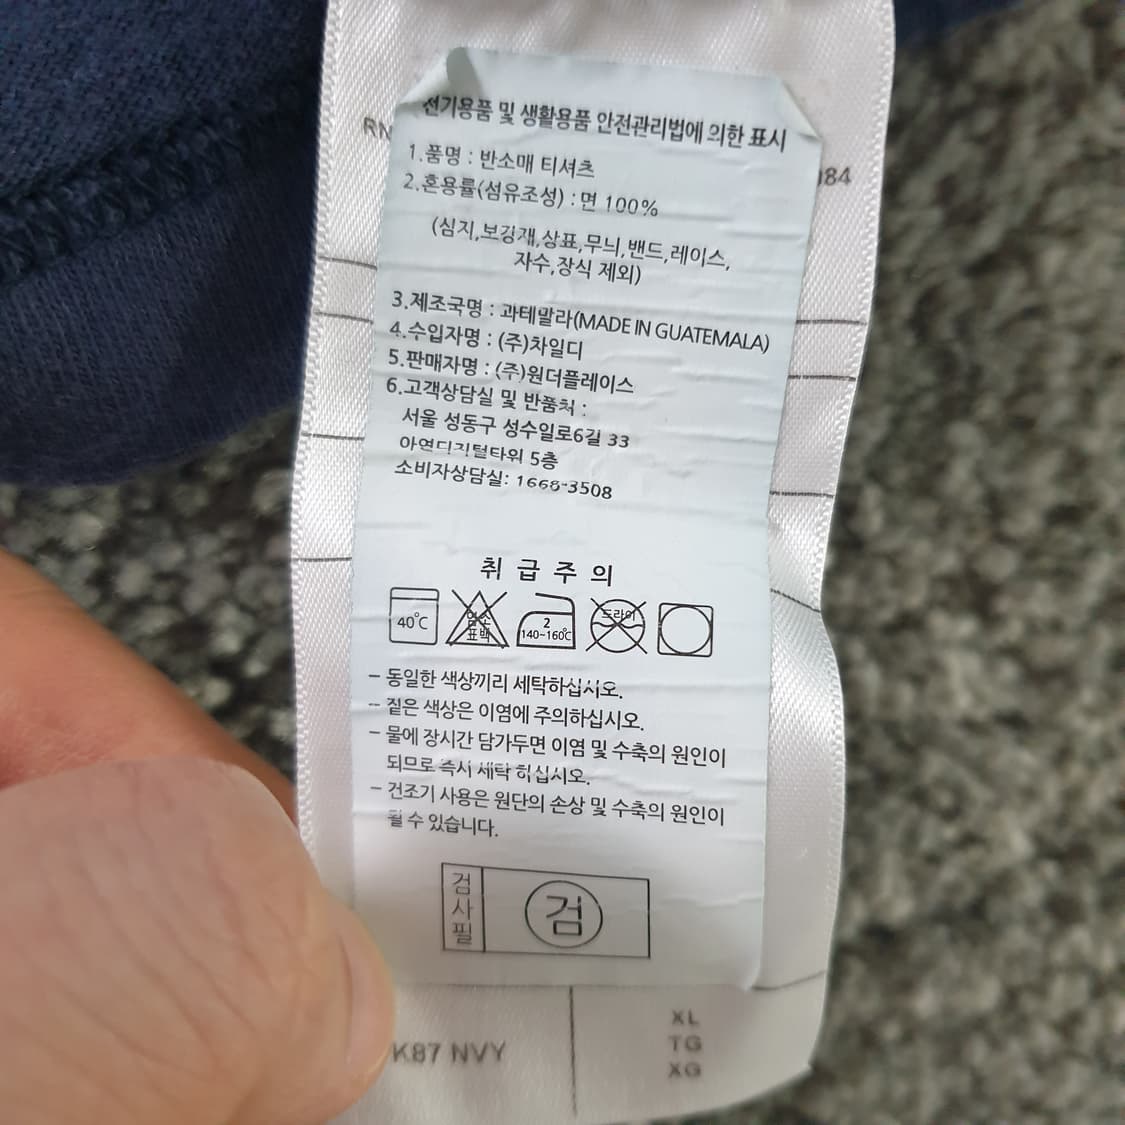 RN
전기용품 및 생활용품 안전관리법에 의한 표시
1.품명 : 반소매 티셔츠
84
2.혼용률(섬유조성) : 면 100%
(심지,보강재,상표,무늬,밴드,레이스,
자수,장식 제외)
3.제조국명 : 과테말라(MADE IN GUATEMALA)
4.수입자명 : (주)차일디
5.판매자명 : (주)원더플레이스
6.고객상담실 및 반품처 :
서울 성동구 성수일로6길 33
아연디지털타워 5층
소비자상담실: 1668-3508
취 급 주 의
40℃
염소
표백
2
140~160℃
드라이
- 동일한 색상끼리 세탁하십시오.
- 짙은 색상은 이염에 주의하십시오.
- 물에 장시간 담가두면 이염 및 수축의 원인이
되므로 즉시 세탁 하십시오.
- 건조기 사용은 원단의 손상 및 수축의 원인이
될 수 있습니다.
검사필
검
K87 NVY
XL
TG
XG